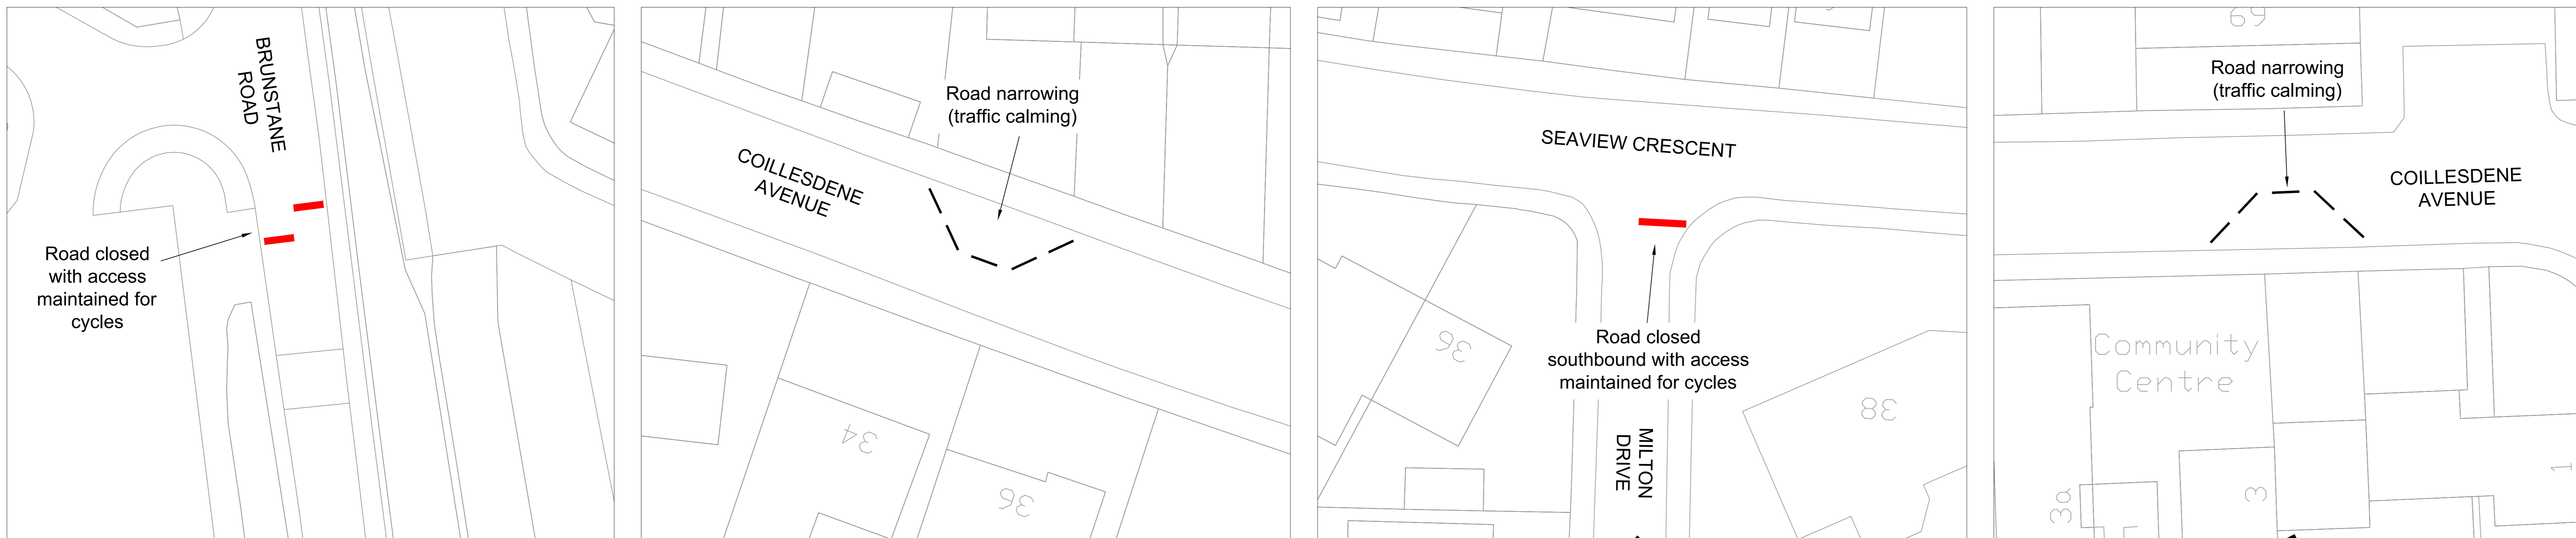 BRUNSTANE
ROAD
Road closed
with access
maintained for
cycles
Road narrowing
(traffic calming)
COILLESDENE
AVENUE
34
36
SEAVIEW CRESCENT
Road closed
southbound with access
maintained for cycles
36
38
MILTON
DRIVE
69
Road narrowing
(traffic calming)
COILLESDENE
AVENUE
Community
Centre
3a
3
1